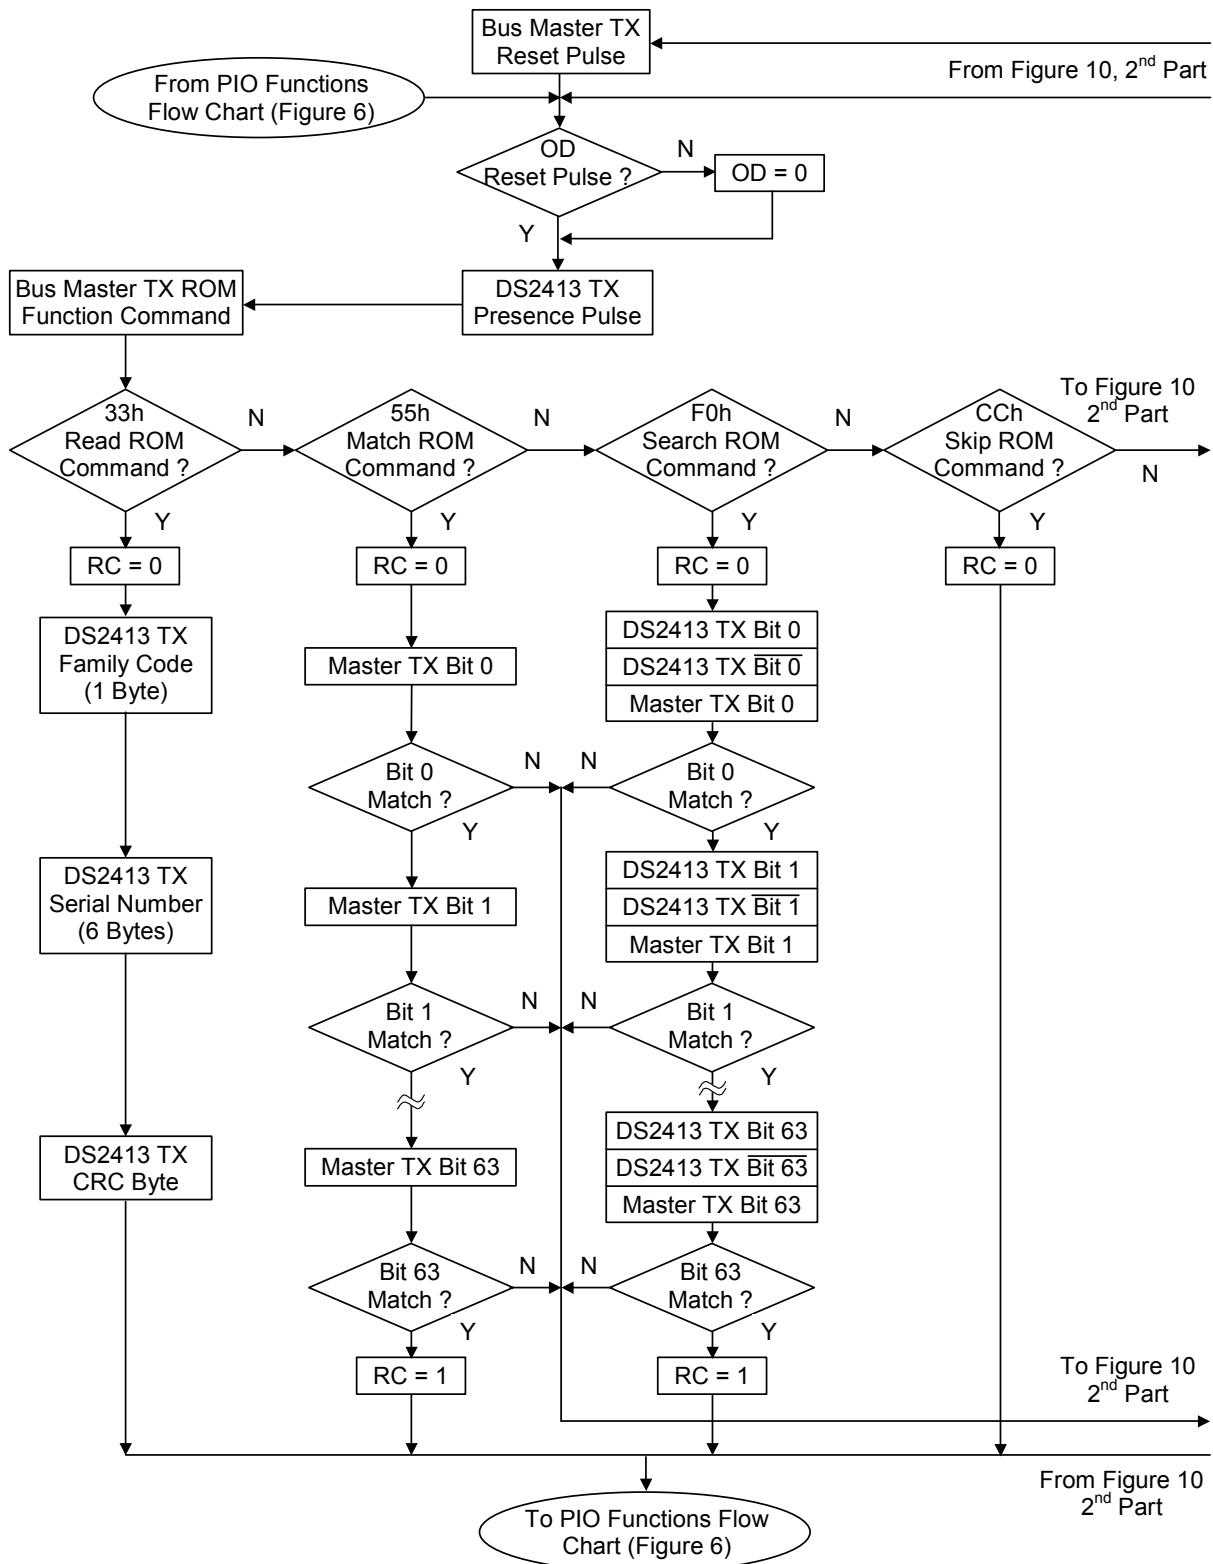 Bus Master TX
Reset Pulse
From Figure 10, 2nd Part
From PIO Functions
Flow Chart (Figure 6)
OD
Reset Pulse ?
N
OD = 0
Y
Bus Master TX ROM
Function Command
DS2413 TX
Presence Pulse
33h
Read ROM
Command ?
N
55h
Match ROM
Command ?
N
F0h
Search ROM
Command ?
N
CCh
Skip ROM
Command ?
To Figure 10
2nd Part
N
Y
Y
Y
Y
RC = 0
RC = 0
RC = 0
RC = 0
DS2413 TX
Family Code
(1 Byte)
Master TX Bit 0
DS2413 TX Bit 0
DS2413 TX B̅i̅t̅ ̅0̅
Master TX Bit 0
Bit 0
Match ?
N
N
Bit 0
Match ?
Y
Y
DS2413 TX
Serial Number
(6 Bytes)
Master TX Bit 1
DS2413 TX Bit 1
DS2413 TX B̅i̅t̅ ̅1̅
Master TX Bit 1
Bit 1
Match ?
N
N
Bit 1
Match ?
Y
Y
DS2413 TX
CRC Byte
Master TX Bit 63
DS2413 TX Bit 63
DS2413 TX B̅i̅t̅ ̅6̅3̅
Master TX Bit 63
Bit 63
Match ?
N
N
Bit 63
Match ?
Y
Y
RC = 1
RC = 1
To Figure 10
2nd Part
From Figure 10
2nd Part
To PIO Functions Flow
Chart (Figure 6)